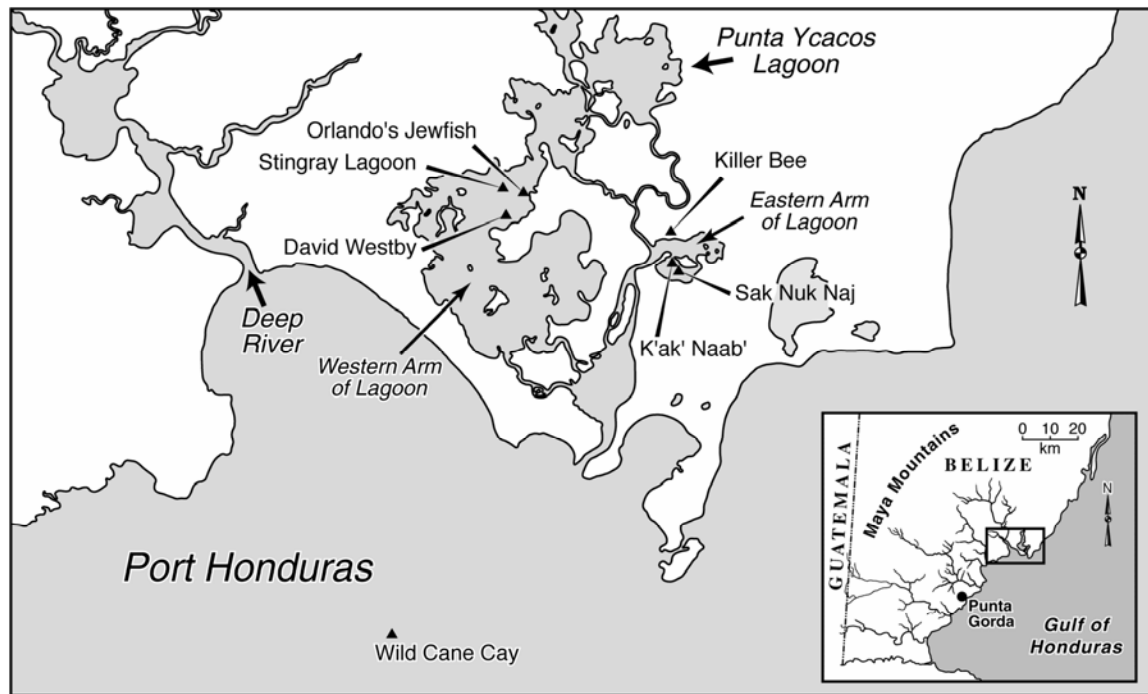 Punta Ycacos
Lagoon
Orlando's Jewfish
Stingray Lagoon
Killer Bee
Eastern Arm
of Lagoon
N
David Westby
Sak Nuk Naj
Deep
River
K'ak' Naab'
Western Arm
of Lagoon
Port Honduras
Wild Cane Cay
0 10 20
km
GUATEMALA
Maya Mountains
BELIZE
N
Punta
Gorda
Gulf of
Honduras